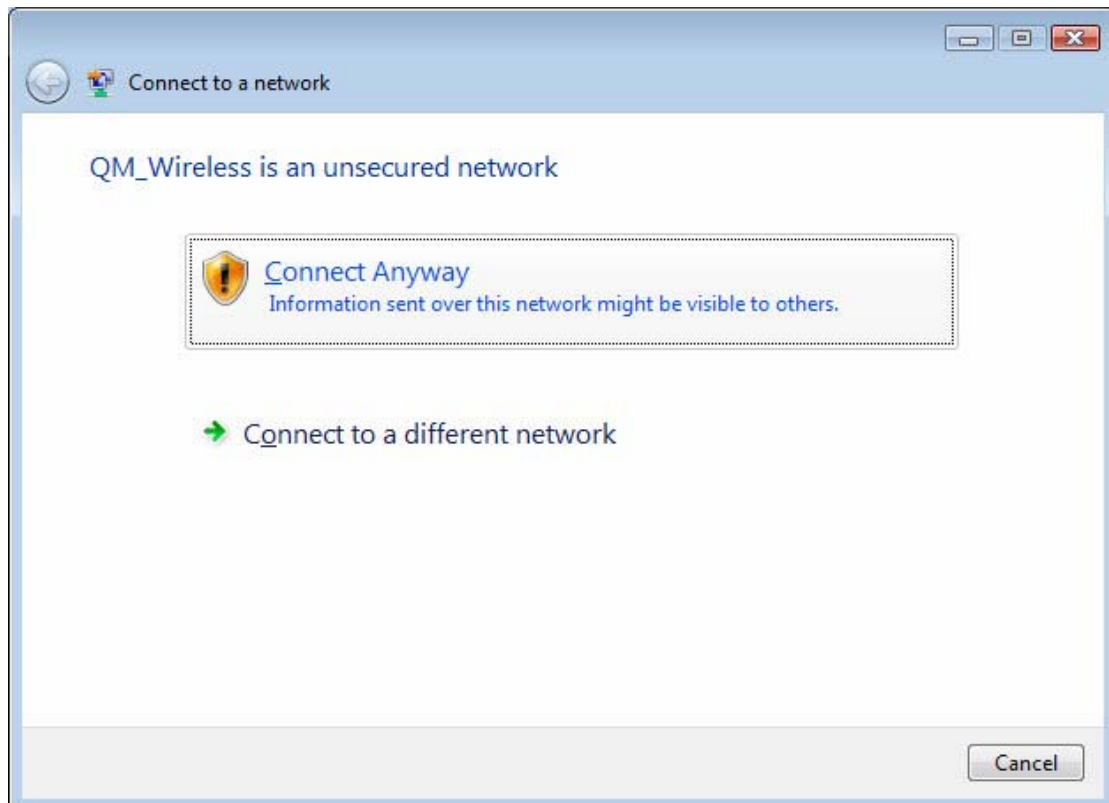 Connect to a network
QM_Wireless is an unsecured network
Connect Anyway
Information sent over this network might be visible to others.
Connect to a different network
Cancel